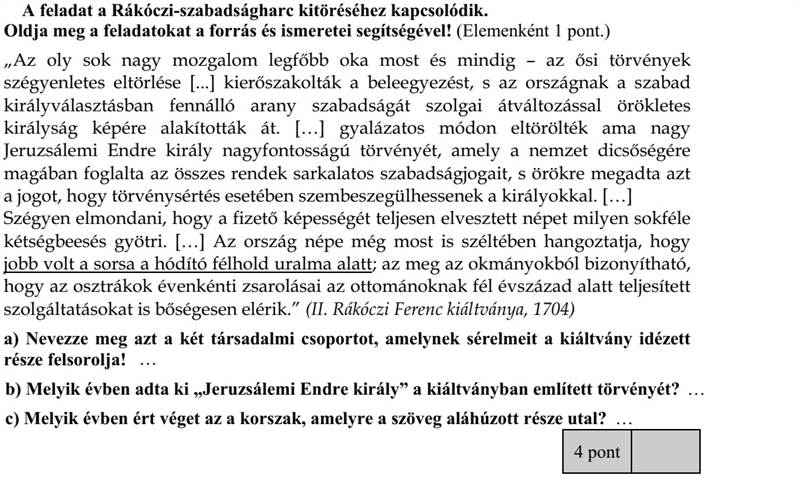 A feladat a Rákóczi-szabadságharc kitöréséhez kapcsolódik.
Oldja meg a feladatokat a forrás és ismeretei segítségével! (Elemenként 1 pont.)
„Az oly sok nagy mozgalom legfőbb oka most és mindig – az ősi törvények
szégyenletes eltörlése [...] kierőszakolták a beleegyezést, s az országnak a szabad
királyválasztásban fennálló arany szabadságát szolgai átváltozással örökletes
királyság képére alakították át. […] gyalázatos módon eltörölték ama nagy
Jeruzsálemi Endre király nagyfontosságú törvényét, amely a nemzet dicsőségére
magában foglalta az összes rendek sarkalatos szabadságjogait, s örökre megadta azt
a jogot, hogy törvénysértés esetében szembeszegülhessenek a királyokkal. […]
Szégyen elmondani, hogy a fizető képességét teljesen elvesztett népet milyen sokféle
kétségbeesés gyötri. […] Az ország népe még most is széltében hangoztatja, hogy
jobb volt a sorsa a hódító félhold uralma alatt; az meg az okmányokból bizonyítható,
hogy az osztrákok évenkénti zsarolásai az ottománoknak fél évszázad alatt teljesített
szolgáltatásokat is bőségesen elérik.” (II. Rákóczi Ferenc kiáltványa, 1704)
a) Nevezze meg azt a két társadalmi csoportot, amelynek sérelmeit a kiáltvány idézett
része felsorolja! …
b) Melyik évben adta ki „Jeruzsálemi Endre király” a kiáltványban említett törvényét? …
c) Melyik évben ért véget az a korszak, amelyre a szöveg aláhúzott része utal? …
4 pont